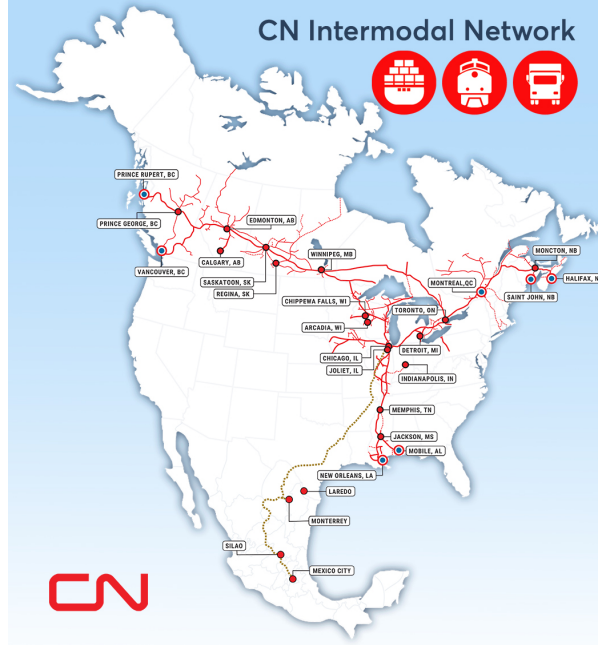 CN Intermodal Network
PRINCE RUPERT, BC
PRINCE GEORGE, BC
EDMONTON, AB
MONCTON, NB
WINNIPEG, MB
CALGARY, AB
VANCOUVER, BC
SASKATOON, SK
REGINA, SK
MONTREAL,QC
HALIFAX, N
SAINT JOHN, NB
CHIPPEWA FALLS, WI
TORONTO, ON
ARCADIA, WI
CHICAGO, IL
DETROIT, MI
JOLIET, IL
INDIANAPOLIS, IN
MEMPHIS, TN
JACKSON, MS
MOBILE, AL
NEW ORLEANS, LA
LAREDO
MONTERREY
SILAO
MEXICO CITY
CN